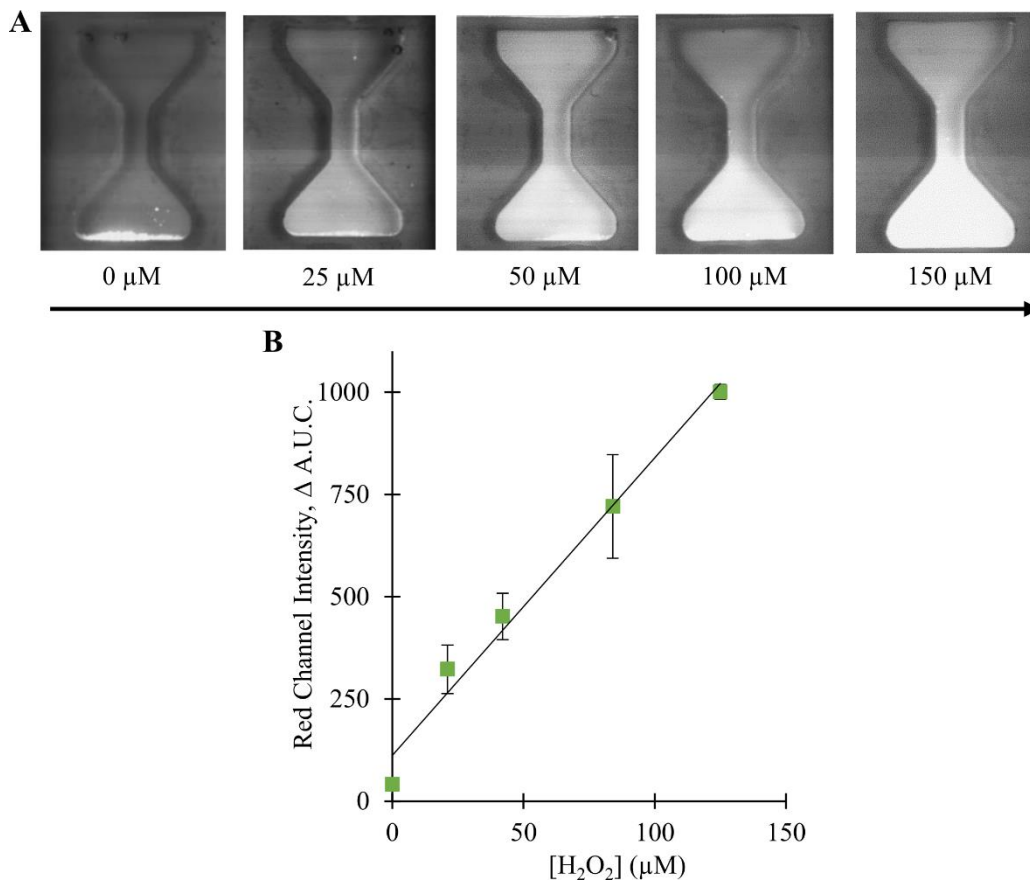 A
0 µM
25 µM
50 µM
100 µM
150 µM
B
Red Channel Intensity, Δ A.U.C.
1000
750
500
250
0
0
50
100
150
[H₂O₂] (µM)